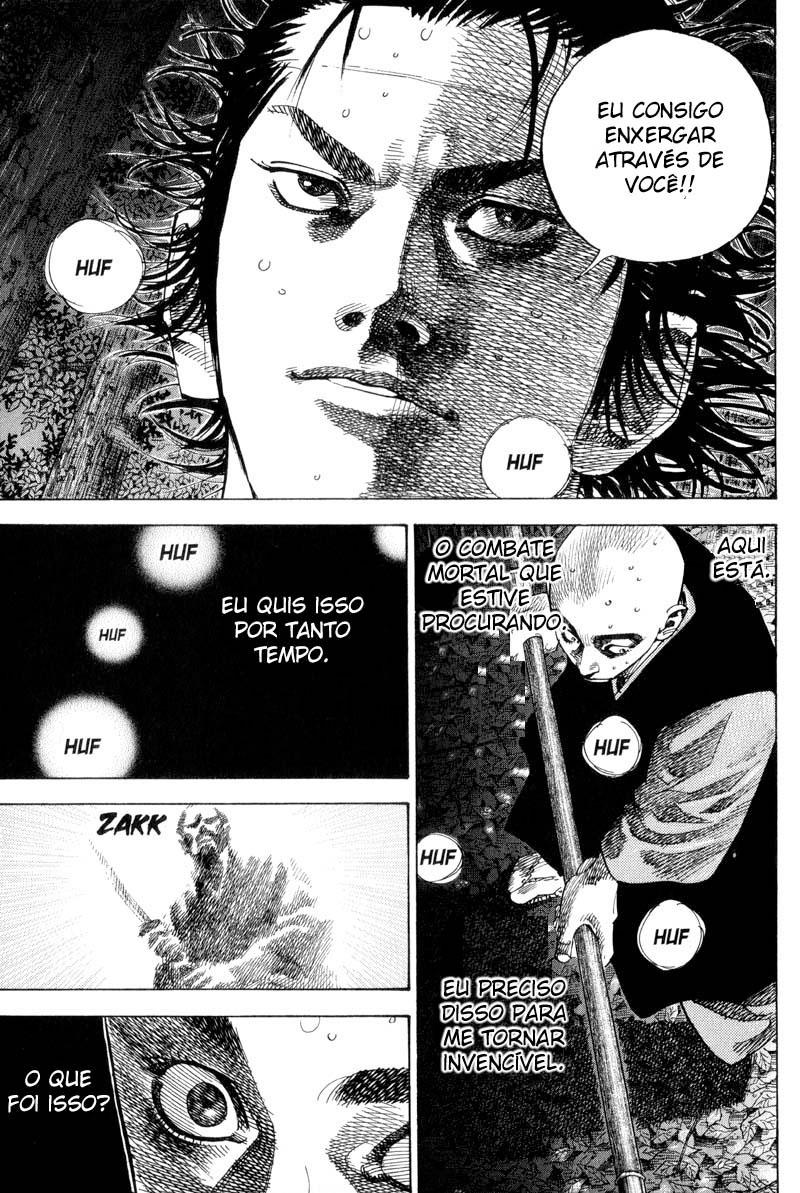 EU CONSIGO
ENXERGAR
ATRAVÉS DE
VOCÊ!!
HUF
HUF
AQUI
ESTÁ.
O COMBATE
MORTAL QUE
ESTIVE
PROCURANDO.
HUF
HUF
HUF
EU PRECISO
DISSO PARA
ME TORNAR
INVENCÍVEL.
HUF
EU QUIS ISSO
POR TANTO
TEMPO.
HUF
HUF
ZAKK
O QUE
FOI ISSO?